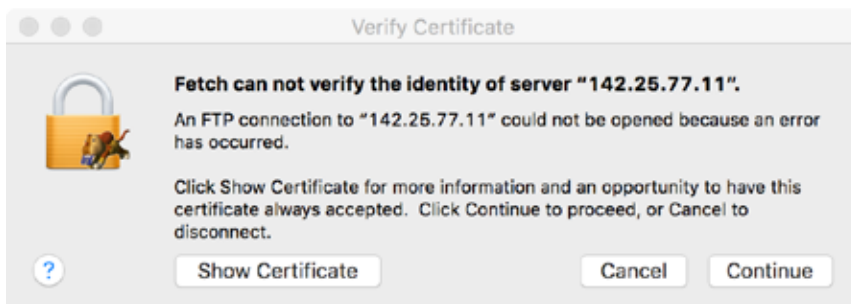 Verify Certificate
Fetch can not verify the identity of server "142.25.77.11".
An FTP connection to "142.25.77.11" could not be opened because an error
has occurred.
Click Show Certificate for more information and an opportunity to have this
certificate always accepted.  Click Continue to proceed, or Cancel to
disconnect.
? Show Certificate Cancel Continue